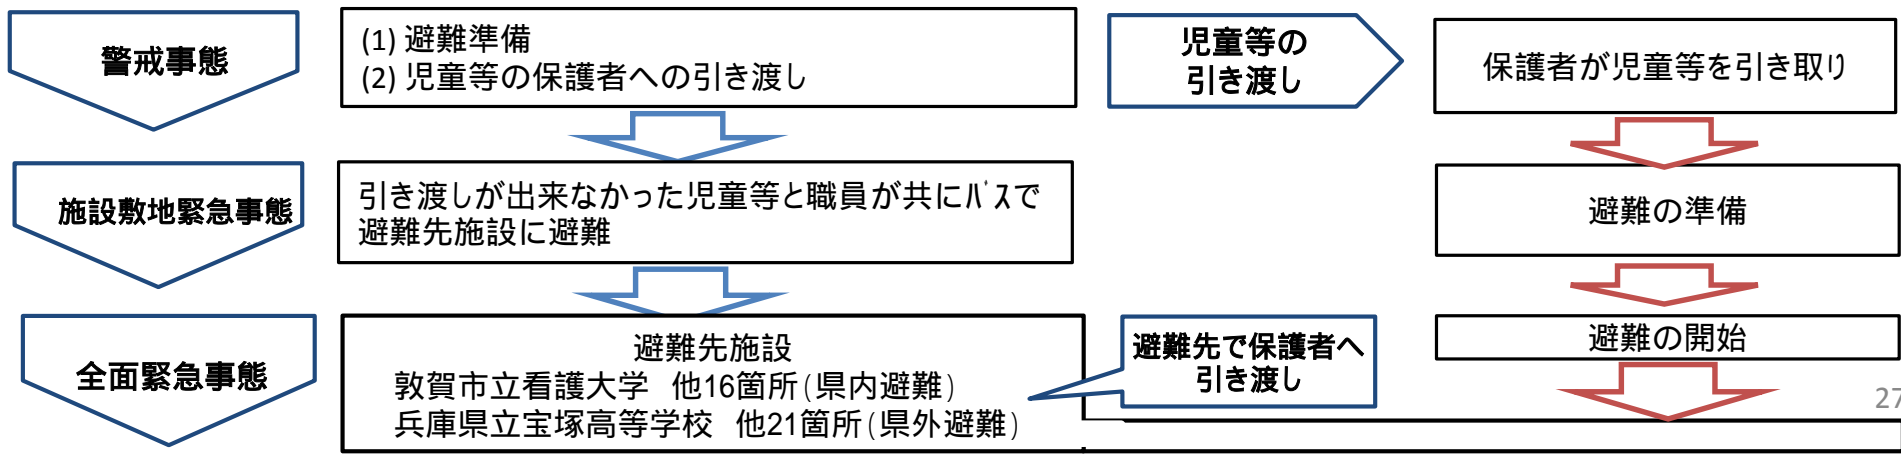 警戒事態
(1) 避難準備
(2) 児童等の保護者への引き渡し
児童等の
引き渡し
保護者が児童等を引き取り
施設敷地緊急事態
引き渡しが出来なかった児童等と職員が共にバスで
避難先施設に避難
避難の準備
全面緊急事態
避難先施設
敦賀市立看護大学 他16箇所(県内避難)
兵庫県立宝塚高等学校 他21箇所(県外避難)
避難先で保護者へ
引き渡し
避難の開始
27